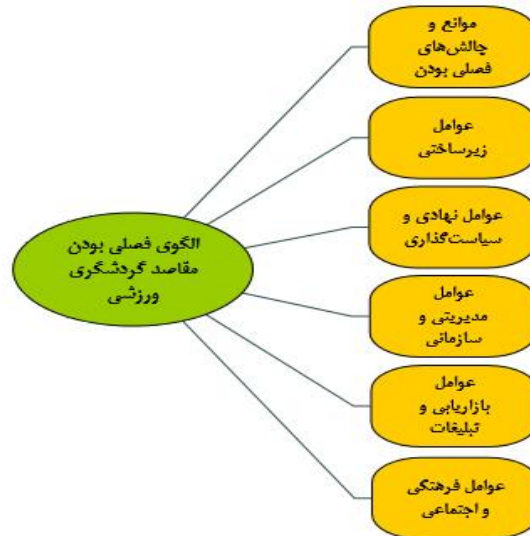 موانع و
چالش‌های
فصلی بودن
عوامل
زیرساختی
عوامل نهادی و
سیاست‌گذاری
الگوی فصلی بودن
مقاصد گردشگری
ورزشی
عوامل
مدیریتی و
سازمانی
عوامل
بازاریابی و
تبلیغات
عوامل فرهنگی
و اجتماعی